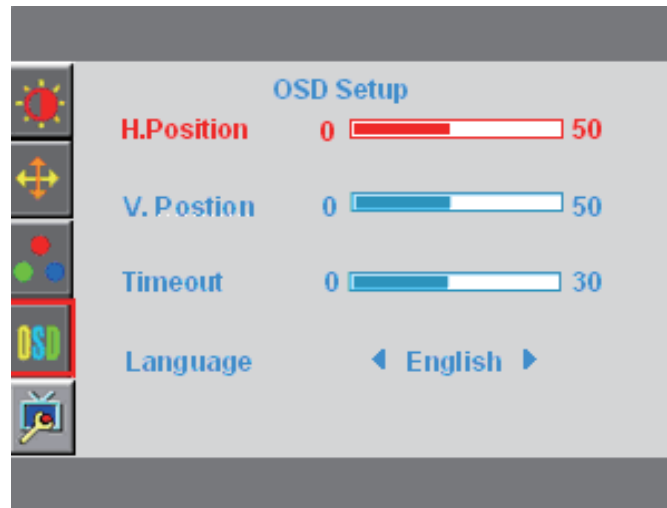 OSD Setup
H.Position 0 50
V. Postion 0 50
Timeout 0 30
OSD
Language English